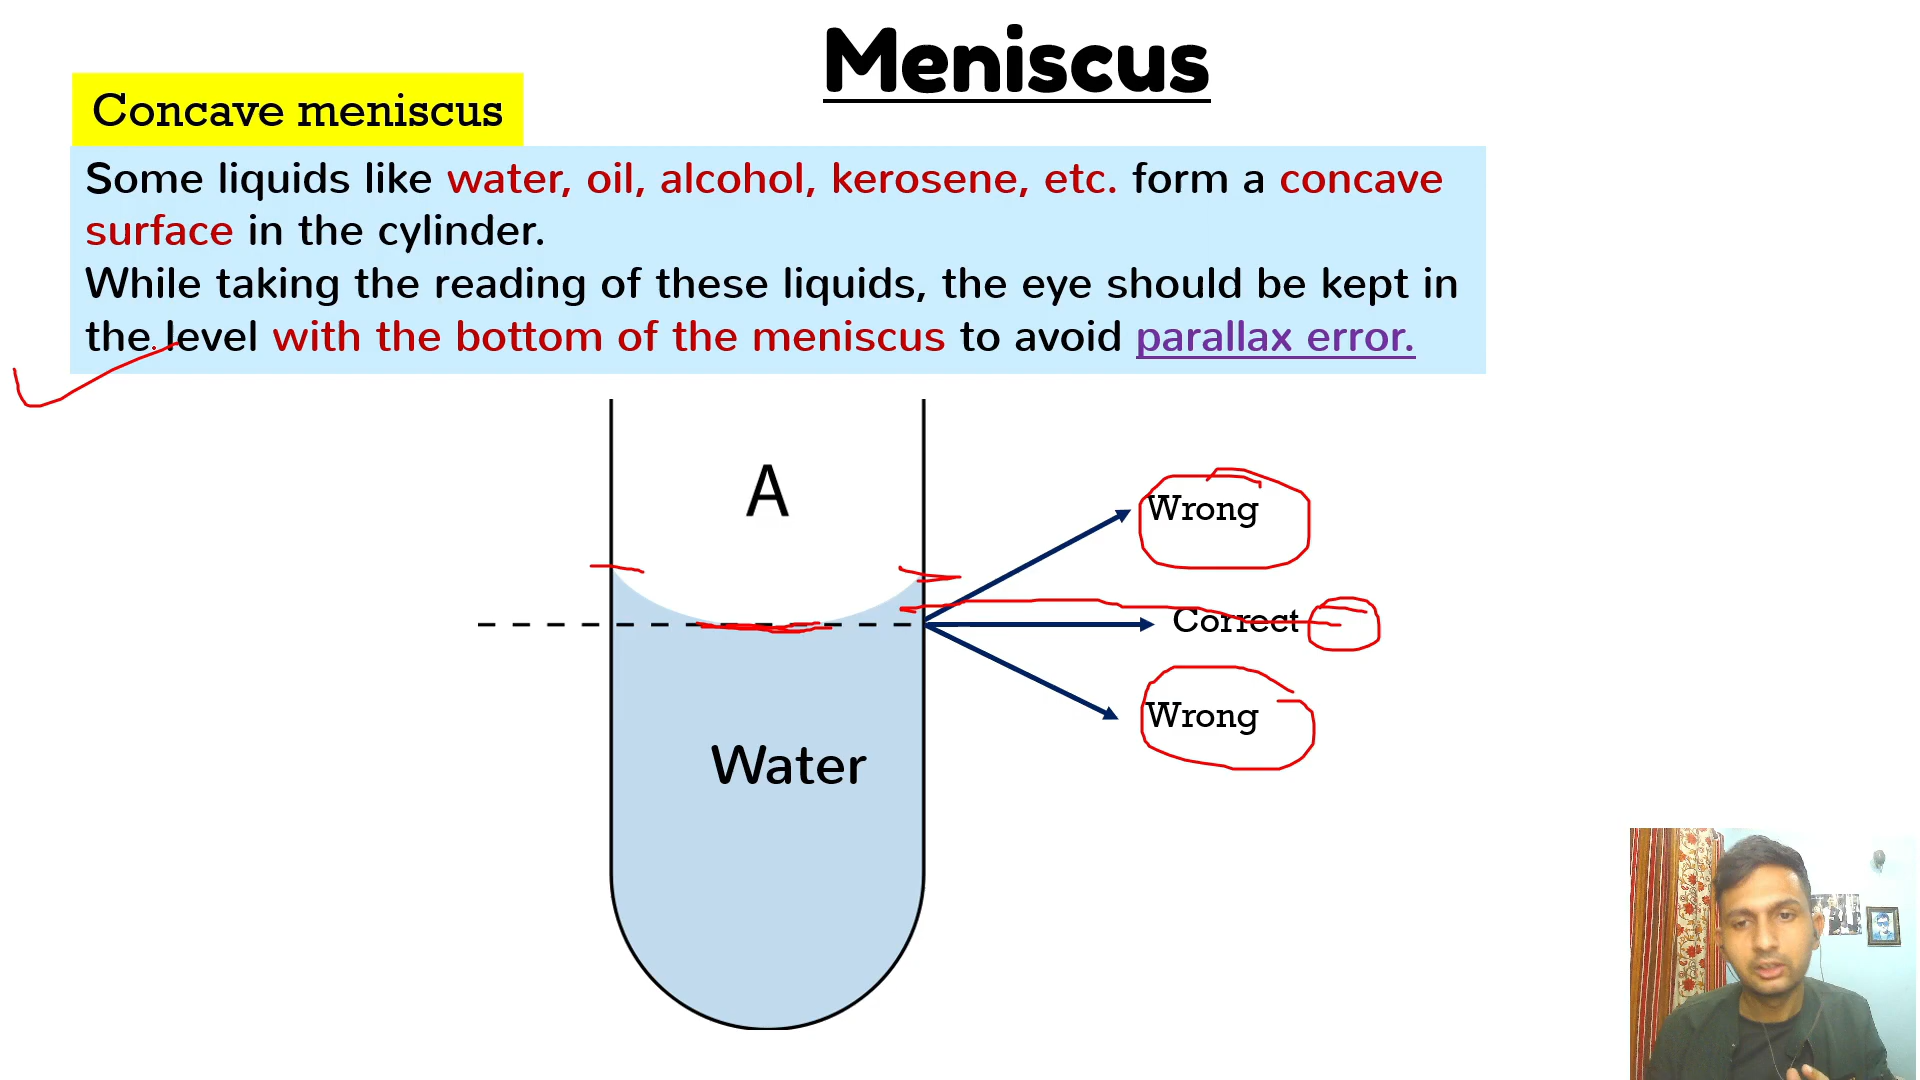 Meniscus
Concave meniscus
Some liquids like water, oil, alcohol, kerosene, etc. form a concave
surface in the cylinder.
While taking the reading of these liquids, the eye should be kept in
the level with the bottom of the meniscus to avoid parallax error.
A
Wrong
Correct
Wrong
Water